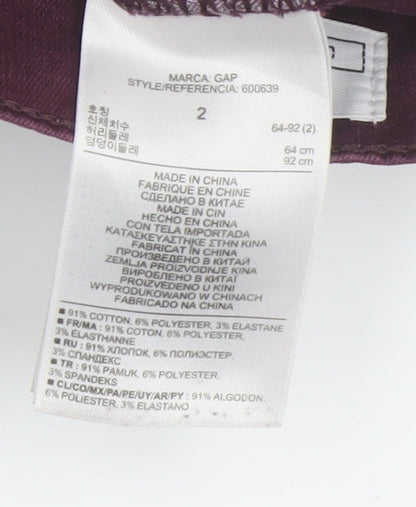 MARCA: GAP
STYLE/REFERENCIA: 600639
호칭 2
신체치수 64-92 (2)
허리둘레 64 cm
엉덩이둘레 92 cm
MADE IN CHINA
FABRIQUE EN CHINE
СДЕЛАНО В КИТАЕ
MADE IN CIN
HECHO EN CHINA
CON TELA IMPORTADA
ΚΑΤΑΣΚΕΥΑΣΤΗΚΕ ΣΤΗΝ ΚΙΝΑ
FABRICAT ÎN CHINA
ПРОИЗВЕДЕНО В КИТАЙ
ZEMLJA PROIZVODNJE KINA
ВИРОБЛЕНО В КИТАЇ
PROIZVEDENO U KINI
WYPRODUKOWANO W CHINACH
FABRICADO NA CHINA
■ 91% COTTON, 6% POLYESTER, 3% ELASTANE
■ FR/MA : 91% COTON, 6% POLYESTER,
3% ÉLASTHANNE
■ RU : 91% ХЛОПОК, 6% ПОЛИЭСТЕР,
3% СПАНДЕКС
■ TR : 91% PAMUK, 6% POLYESTER,
3% SPANDEKS
■ CL/CO/MX/PA/PE/UY/AR/PY : 91% ALGODON,
6% POLIESTER, 3% ELASTANO